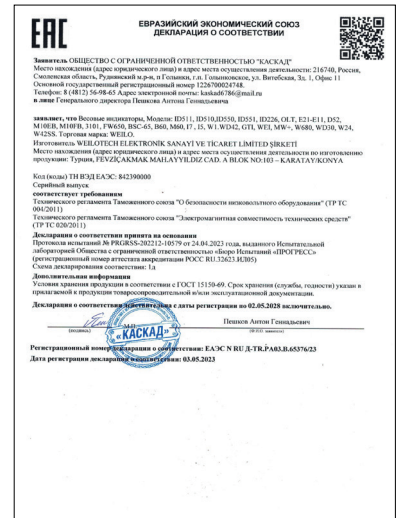 ЕАС
ЕВРАЗИЙСКИЙ ЭКОНОМИЧЕСКИЙ СОЮЗ
ДЕКЛАРАЦИЯ О СООТВЕТСТВИИ
Заявитель ОБЩЕСТВО С ОГРАНИЧЕННОЙ ОТВЕТСТВЕННОСТЬЮ "КАСКАД"
Место нахождения (адрес юридического лица) и адрес места осуществления деятельности: 216740, Россия,
Смоленская область, Руднянский м.р-н, п Голынки, г.п. Голынковское, ул. Витебская, Зд. 1, Офис 11
Основной государственный регистрационный номер 1226700024748.
Телефон: 8 (4812) 56-98-65 Адрес электронной почты: kaskad6786@mail.ru
в лице Генерального директора Пешкова Антона Геннадьевича
заявляет, что Весовые индикаторы, Модели: ID511, ID510,ID550, ID551, ID226, OLT, E21-E11, D52,
M10EB, M10FB, 3101, FW650, BSC-65, B60, M60, I7 , I5, W1.WD42, GTI, WEI, MW+, W680, WD30, W24,
W42SS. Торговая марка: WEILO.
Изготовитель WEILOTECH ELEKTRONİK SANAYİ VE TİCARET LİMİTED ŞİRKETİ
Место нахождения (адрес юридического лица) и адрес места осуществления деятельности по изготовлению
продукции: Турция, FEVZİÇAKMAK MAH.AYYILDIZ CAD. A BLOK NO:103 – KARATAY/KONYA
Код (коды) ТН ВЭД ЕАЭС: 842390000
Серийный выпуск
соответствует требованиям
Технического регламента Таможенного союза "О безопасности низковольтного оборудования" (ТР ТС
004/2011)
Технического регламента Таможенного союза "Электромагнитная совместимость технических средств"
(ТР ТС 020/2011)
Декларация о соответствии принята на основании
Протокола испытаний № PRGRSS-202212-10579 от 24.04.2023 года, выданного Испытательной
лабораторией Общества с ограниченной ответственностью «Бюро Испытаний «ПРОГРЕСС»
(регистрационный номер аттестата аккредитации РОСС RU.32623.ИЛ05)
Схема декларирования соответствия: 1д
Дополнительная информация
Условия хранения продукции в соответствии с ГОСТ 15150-69. Срок хранения (службы, годности) указан в
прилагаемой к продукции товаросопроводительной и/или эксплуатационной документации.
Декларация о соответствии действительна с даты регистрации по 02.05.2028 включительно.
М.П.
Пешков Антон Геннадьевич
(подпись)
(Ф.И.О. заявителя)
«КАСКАД»
Регистрационный номер декларации о соответствии: ЕАЭС N RU Д-TR.РА03.В.65376/23
Дата регистрации декларации о соответствии: 03.05.2023